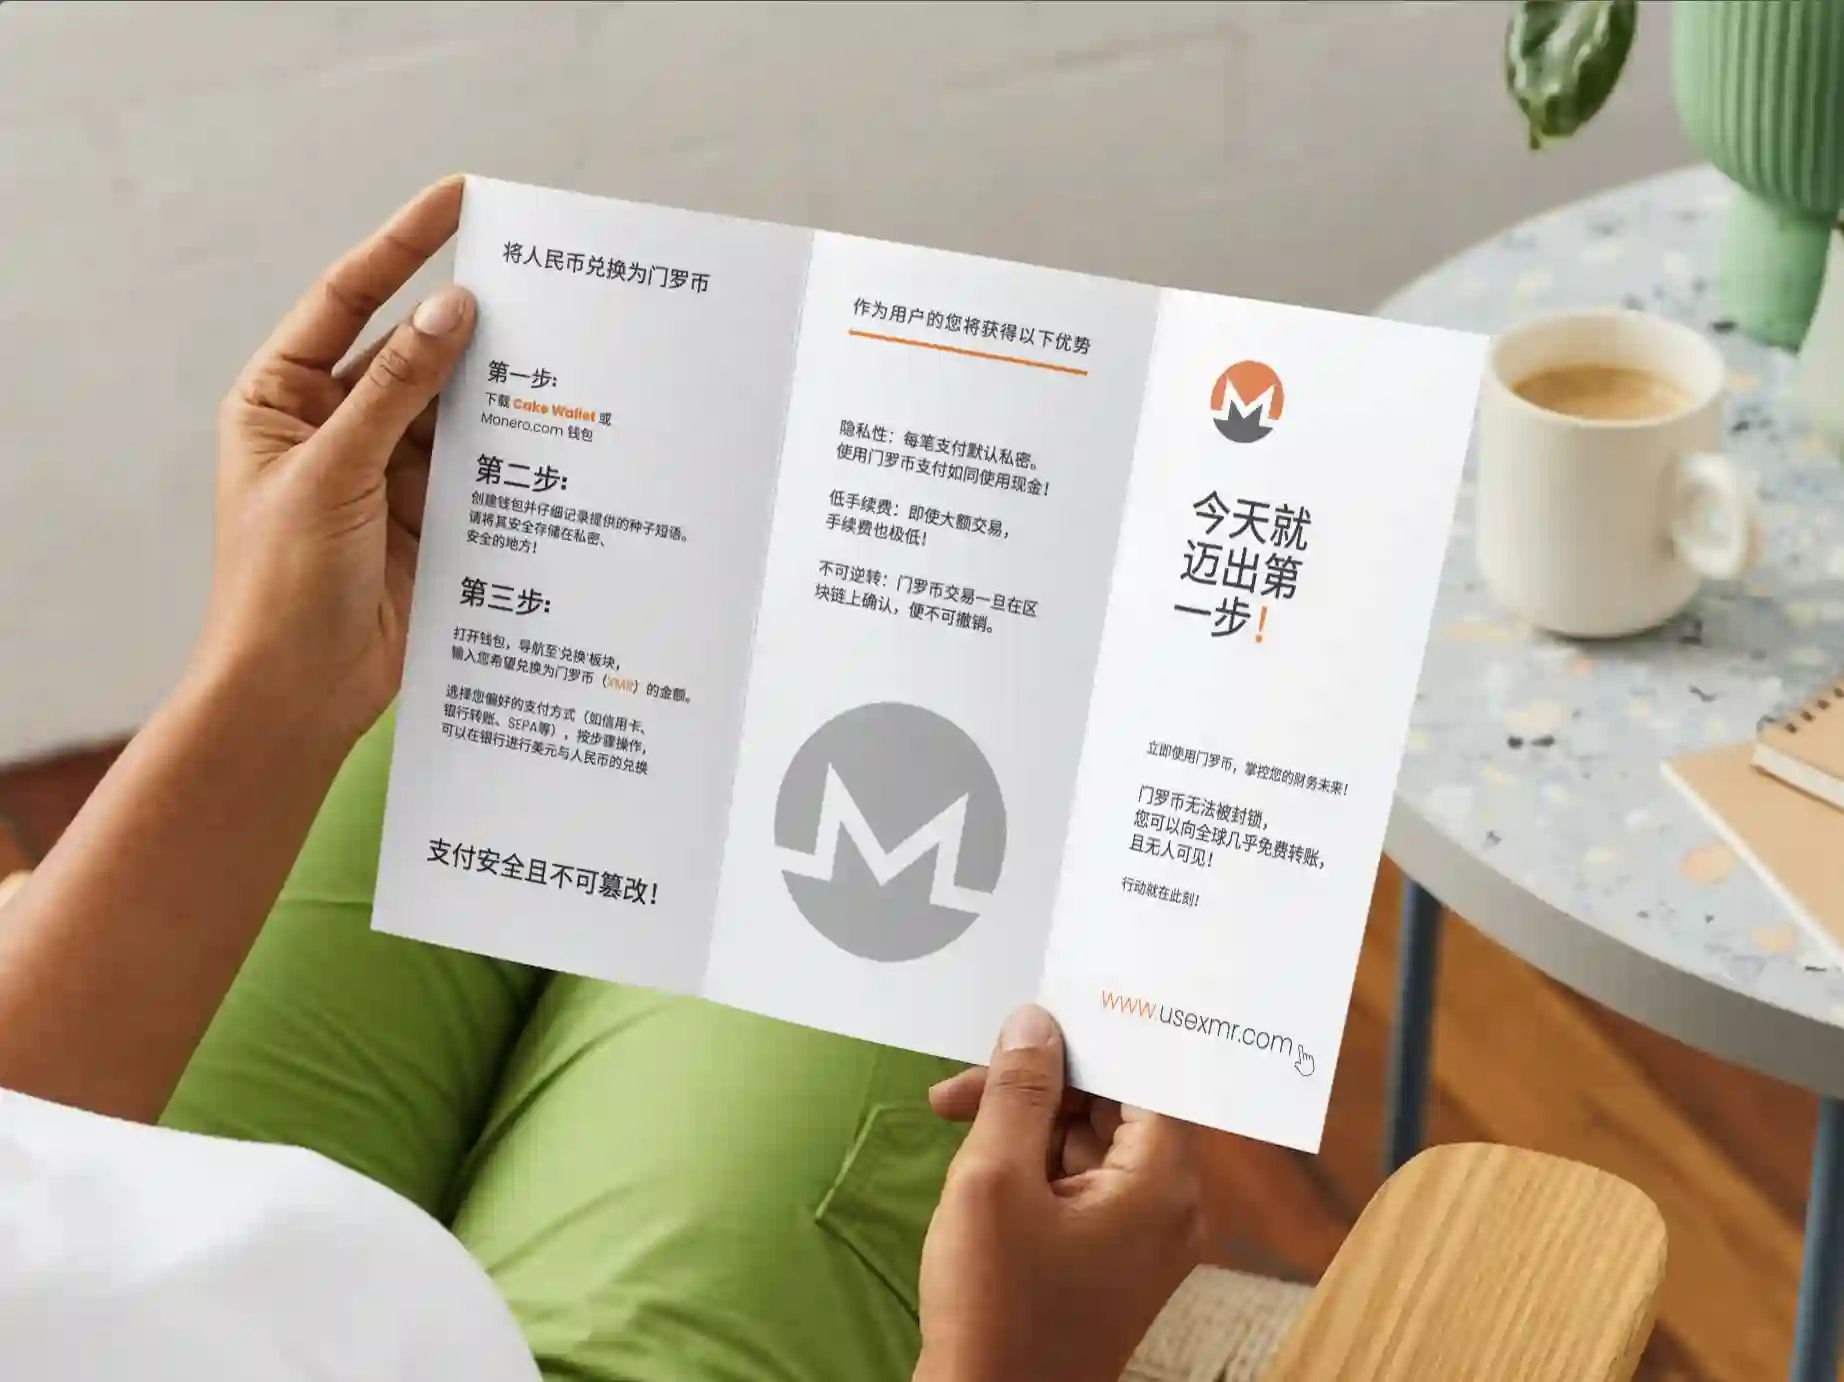 将人民币兑换为门罗币
第一步:
下载 Cake Wallet 或
Monero.com 钱包
第二步:
创建钱包并仔细记录提供的种子短语。
请将其安全存储在私密、
安全的地方!
第三步:
打开钱包，导航至'兑换'板块，
输入您希望兑换为门罗币（XMR）的金额。
选择您偏好的支付方式（如信用卡、
银行转账、SEPA等），按步骤操作，
可以在银行进行美元与人民币的兑换
支付安全且不可篡改!
作为用户的您将获得以下优势
隐私性：每笔支付默认私密。
使用门罗币支付如同使用现金!
低手续费：即使大额交易，
手续费也极低!
不可逆转：门罗币交易一旦在区
块链上确认，便不可撤销。
今天就
迈出第
一步!
立即使用门罗币，掌控您的财务未来!
门罗币无法被封锁，
您可以向全球几乎免费转账，
且无人可见!
行动就在此刻!
www.usexmr.com